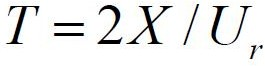 T = 2X / U_r